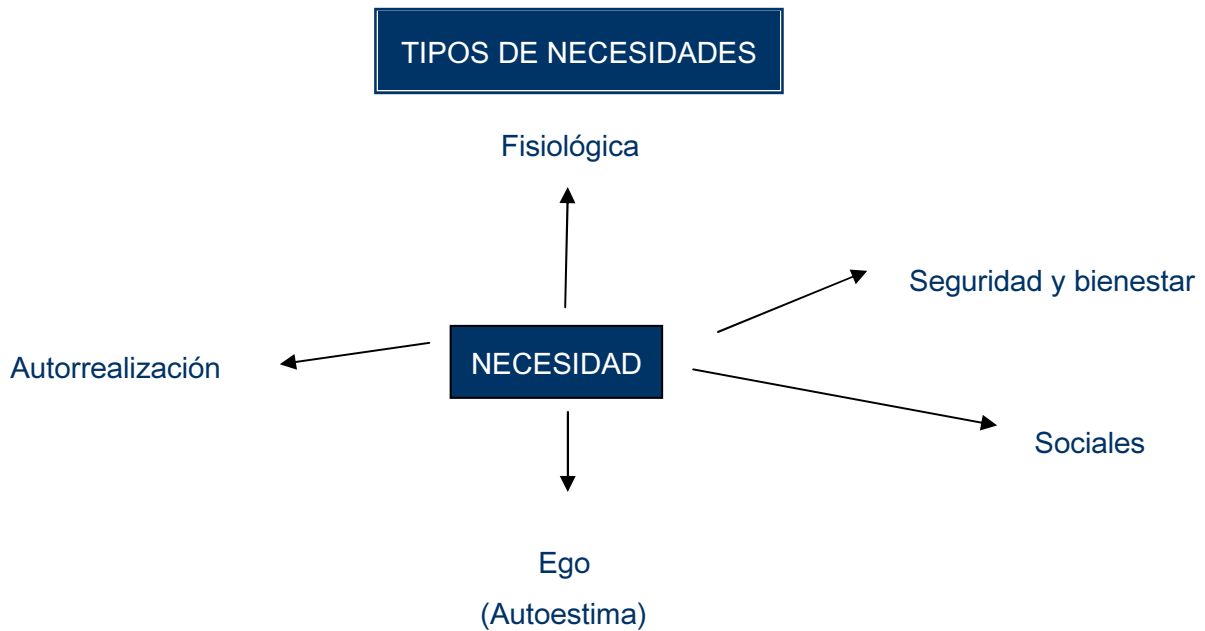 TIPOS DE NECESIDADES
Fisiológica
Seguridad y bienestar
NECESIDAD
Autorrealización
Sociales
Ego
(Autoestima)